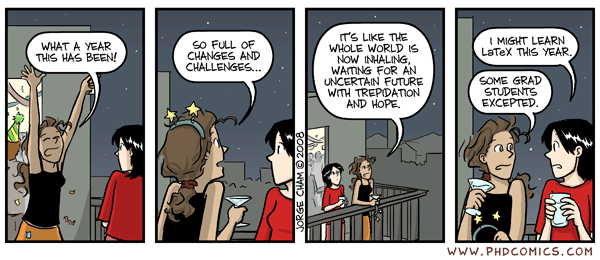 WHAT A YEAR
THIS HAS BEEN!
SO FULL OF
CHANGES AND
CHALLENGES...
JORGE CHAM © 2008
IT'S LIKE THE
WHOLE WORLD IS
NOW INHALING,
WAITING FOR AN
UNCERTAIN FUTURE
WITH TREPIDATION
AND HOPE.
I MIGHT LEARN
LaTeX THIS YEAR.
SOME GRAD
STUDENTS
EXCEPTED.
WWW.PHDCOMICS.COM